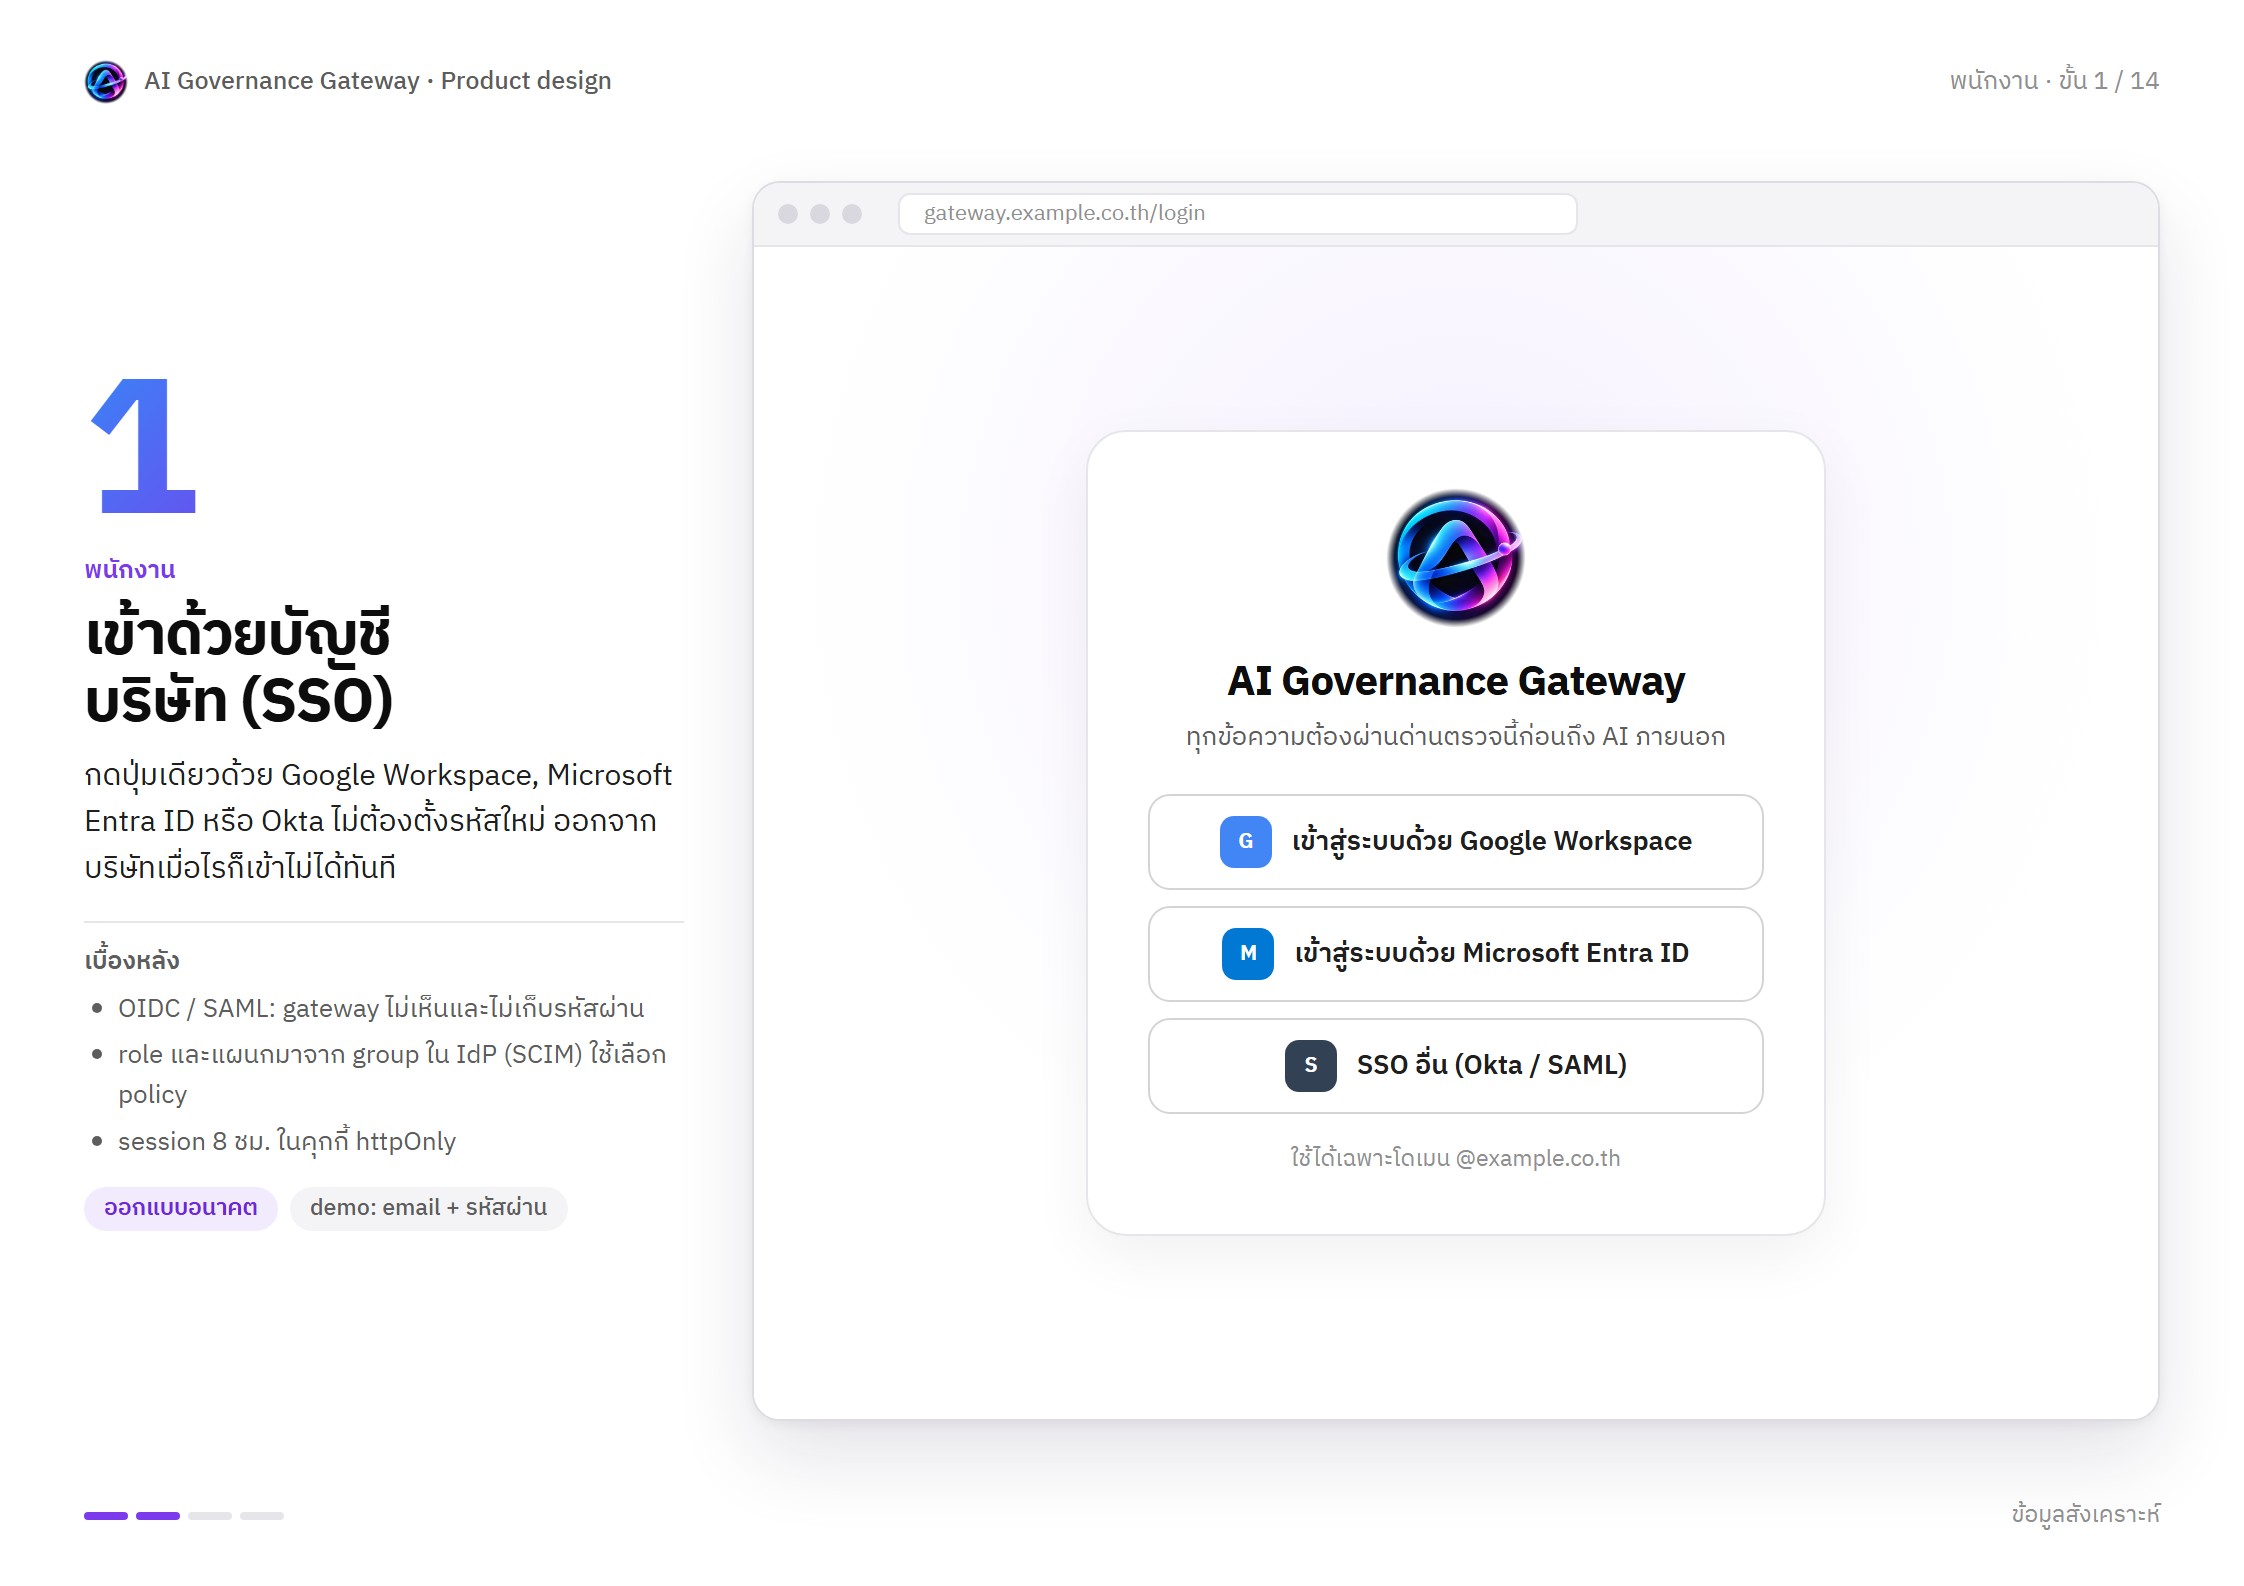 AI Governance Gateway · Product design
พนักงาน · ขั้น 1 / 14
gateway.example.co.th/login
1
พนักงาน
เข้าด้วยบัญชี
บริษัท (SSO)
กดปุ่มเดียวด้วย Google Workspace, Microsoft
Entra ID หรือ Okta ไม่ต้องตั้งรหัสใหม่ ออกจาก
บริษัทเมื่อไรก็เข้าไม่ได้ทันที
เบื้องหลัง
OIDC / SAML: gateway ไม่เห็นและไม่เก็บรหัสผ่าน
role และแผนกมาจาก group ใน IdP (SCIM) ใช้เลือก
policy
session 8 ชม. ในคุกกี้ httpOnly
ออกแบบอนาคต
demo: email + รหัสผ่าน
AI Governance Gateway
ทุกข้อความต้องผ่านด่านตรวจนี้ก่อนถึง AI ภายนอก
G เข้าสู่ระบบด้วย Google Workspace
M เข้าสู่ระบบด้วย Microsoft Entra ID
S SSO อื่น (Okta / SAML)
ใช้ได้เฉพาะโดเมน @example.co.th
ข้อมูลสังเคราะห์